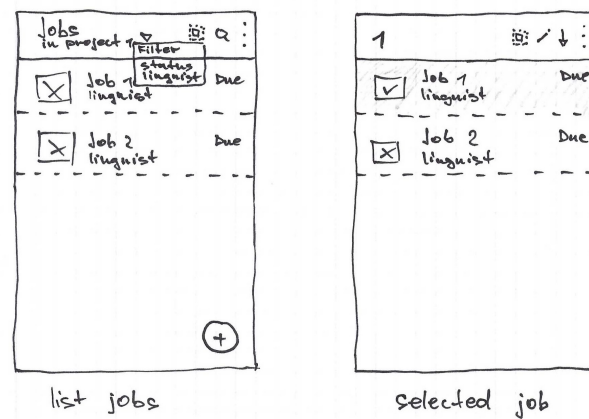 Jobs
in project 1
Filter
status
linguist
Job 1
linguist
Due
Job 2
linguist
Due
+
list jobs
1
Job 1
linguist
Due
Job 2
linguist
Due
selected job